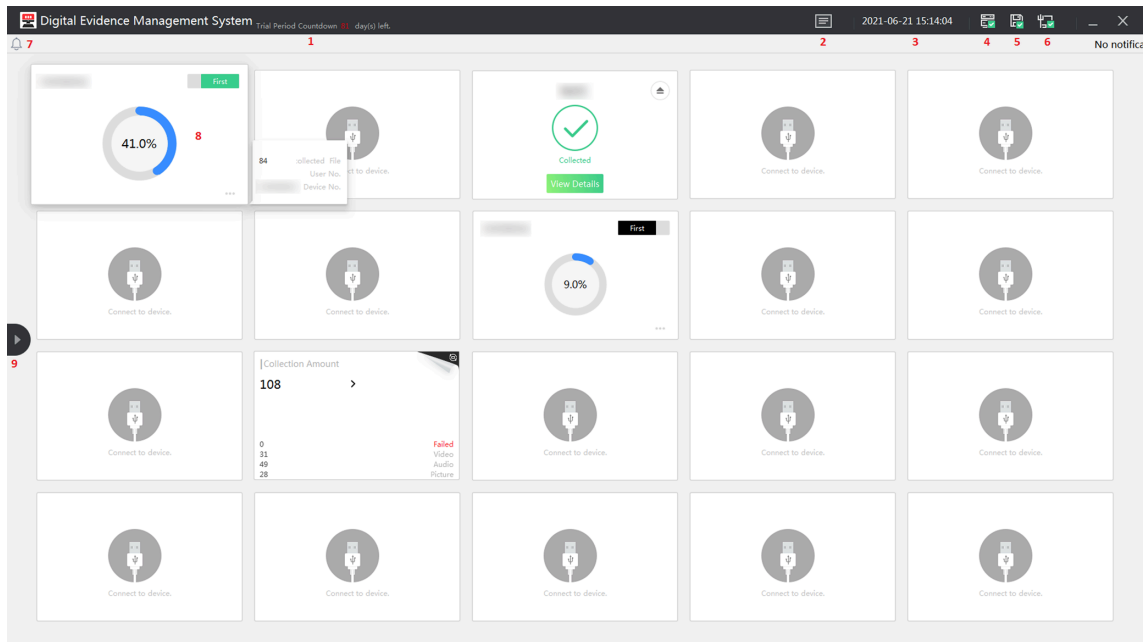 Digital Evidence Management System Trial Period Countdown day(s) left. 2021-06-21 15:14:04
7 1 2 3 4 5 6 No notifica
First
41.0% 8
84 :ollected File
User No.
Device No.
ct to device.
Collected
View Details
Connect to device.
Connect to device.
Connect to device.
Connect to device.
First
9.0%
Connect to device.
Connect to device.
9
Connect to device.
Collection Amount
108
0 Failed
31 Video
49 Audio
28 Picture
Connect to device.
Connect to device.
Connect to device.
Connect to device.
Connect to device.
Connect to device.
Connect to device.
Connect to device.